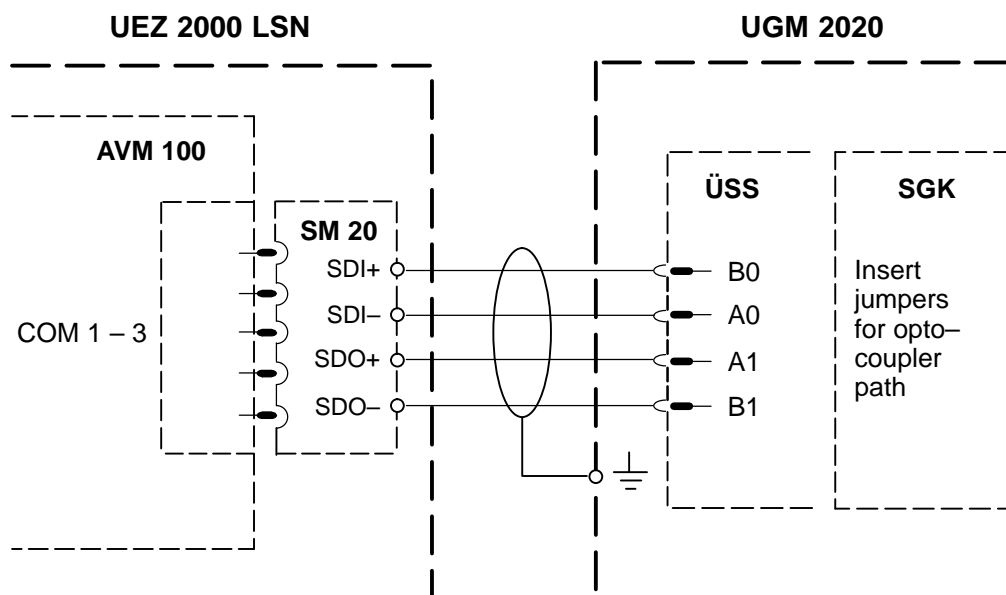 UEZ 2000 LSN
UGM 2020
AVM 100
ÜSS
SGK
SM 20
SDI+
SDI–
SDO+
SDO–
COM 1 – 3
B0
A0
A1
B1
Insert
jumpers
for opto–
coupler
path